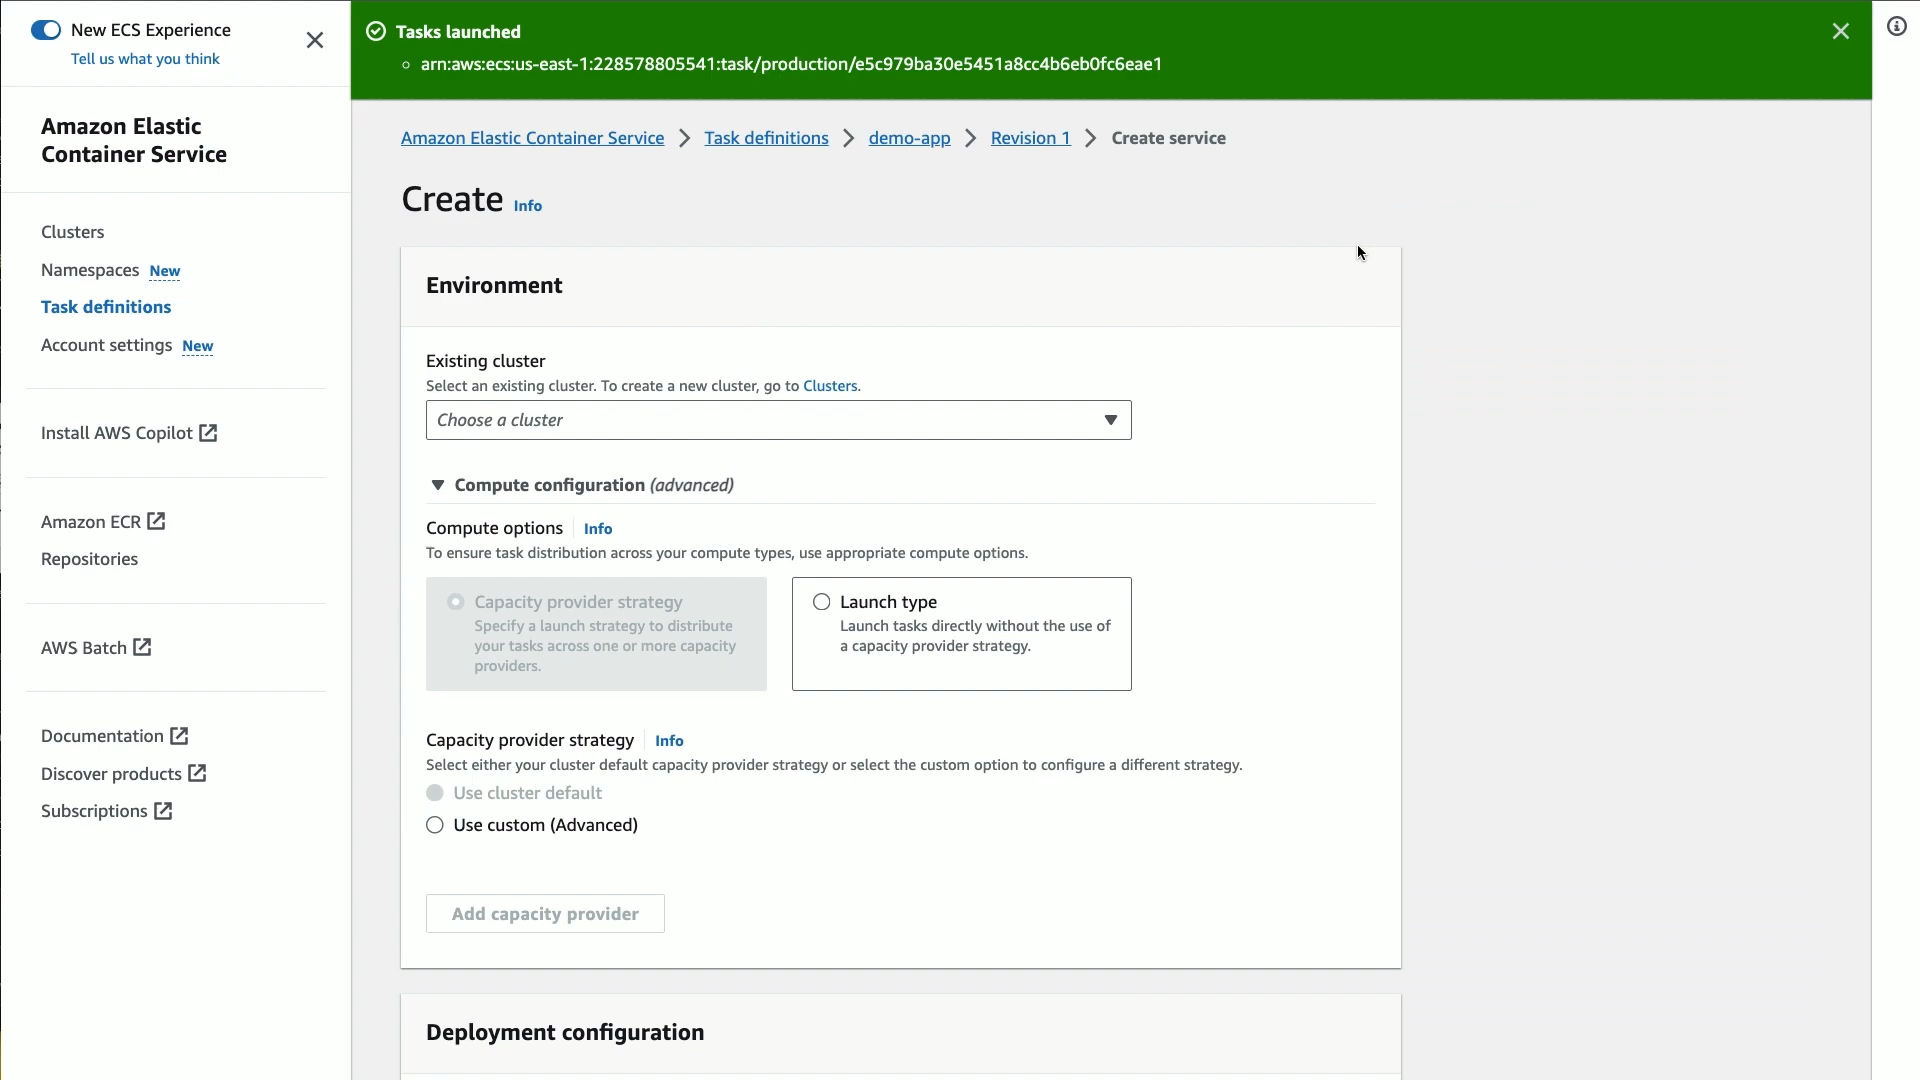 New ECS Experience
Tell us what you think
Amazon Elastic
Container Service
Clusters
Namespaces New
Task definitions
Account settings New
Install AWS Copilot
Amazon ECR
Repositories
AWS Batch
Documentation
Discover products
Subscriptions
Tasks launched
arn:aws:ecs:us-east-1:228578805541:task/production/e5c979ba30e5451a8cc4b6eb0fc6eae1
Amazon Elastic Container Service > Task definitions > demo-app > Revision 1 > Create service
Create Info
Environment
Existing cluster
Select an existing cluster. To create a new cluster, go to Clusters.
Choose a cluster
Compute configuration (advanced)
Compute options Info
To ensure task distribution across your compute types, use appropriate compute options.
Capacity provider strategy
Specify a launch strategy to distribute
your tasks across one or more capacity
providers.
Launch type
Launch tasks directly without the use of
a capacity provider strategy.
Capacity provider strategy Info
Select either your cluster default capacity provider strategy or select the custom option to configure a different strategy.
Use cluster default
Use custom (Advanced)
Add capacity provider
Deployment configuration